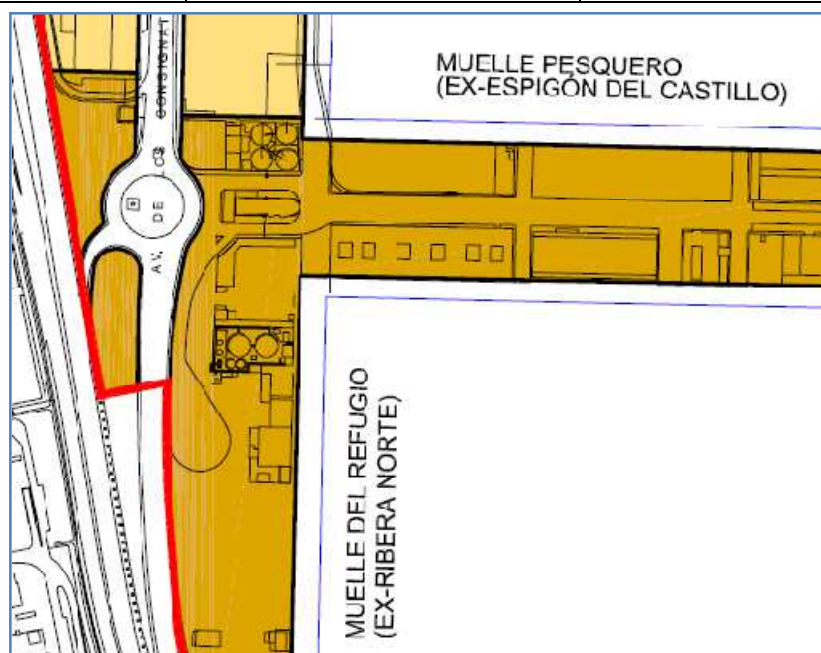 MUELLE PESQUERO
(EX-ESPIGÓN DEL CASTILLO)
AV. DE LOS CONSIGNAT
MUELLE DEL REFUGIO
(EX-RIBERA NORTE)